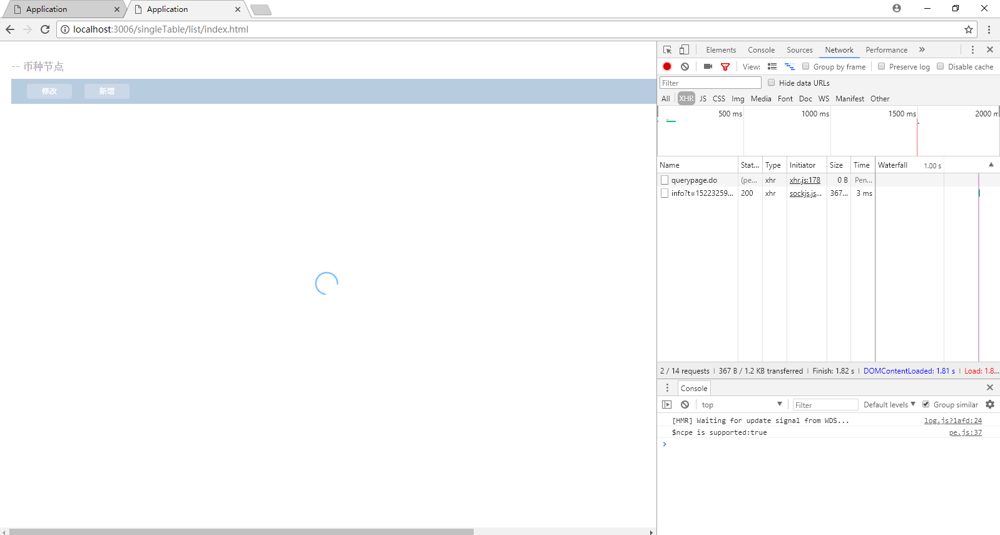 Application
Application
localhost:3006/singleTable/list/index.html
-- 币种节点
修改
新增
Elements
Console
Sources
Network
Performance
View:
Group by frame
Preserve log
Disable cache
Filter
Hide data URLs
All
XHR
JS
CSS
Img
Media
Font
Doc
WS
Manifest
Other
500 ms
1000 ms
1500 ms
2000 m
Name
Stat...
Type
Initiator
Size
Time
Waterfall
1.00 s
querypage.do
(pe...
xhr
xhr.js:178
0 B
Pen...
info?t=15223259...
200
xhr
sockjs.js...
367...
3 ms
2 / 14 requests
367 B / 1.2 KB transferred
Finish: 1.82 s
DOMContentLoaded: 1.81 s
Load: 1.8...
Console
top
Filter
Default levels
Group similar
[HMR] Waiting for update signal from WDS...
log.js?1afd:24
$ncpe is supported:true
pe.js:37